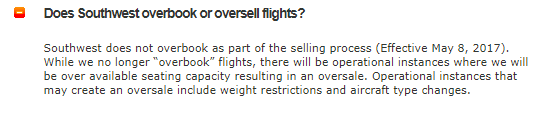 Does Southwest overbook or oversell flights?
Southwest does not overbook as part of the selling process (Effective May 8, 2017).
While we no longer “overbook” flights, there will be operational instances where we will
be over available seating capacity resulting in an oversale. Operational instances that
may create an oversale include weight restrictions and aircraft type changes.